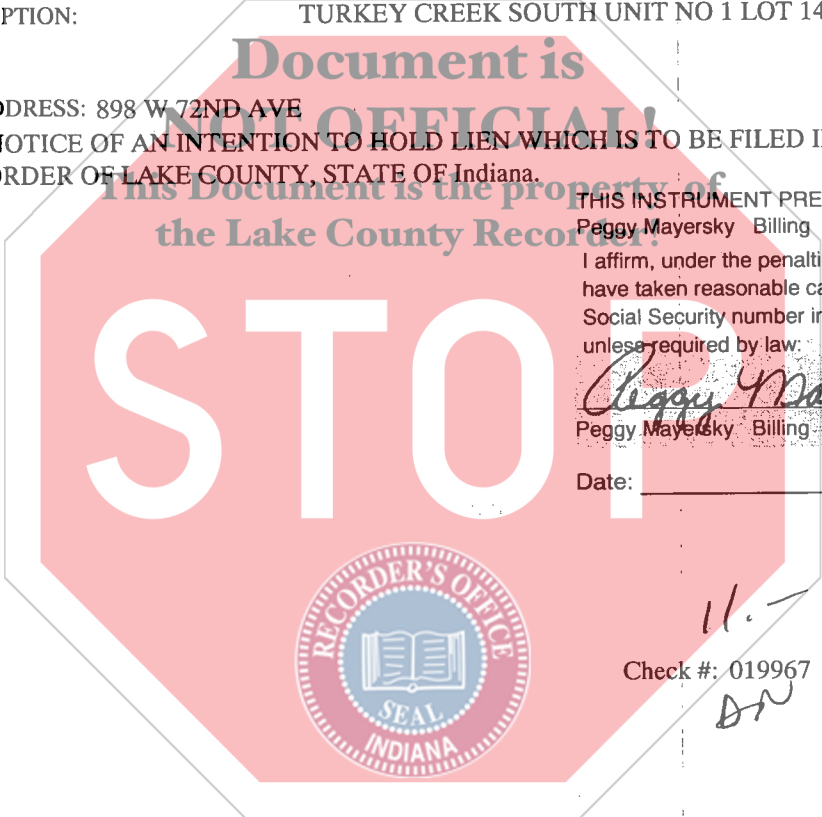 PTION: TURKEY CREEK SOUTH UNIT NO 1 LOT 14
Document is
DDRESS: 898 W 72ND AVE
NOT OFFICIAL!
NOTICE OF AN INTENTION TO HOLD LIEN WHICH IS TO BE FILED I
RDER OF LAKE COUNTY, STATE OF Indiana.
This Document is the property of
the Lake County Recorder!
THIS INSTRUMENT PRE
Peggy Mayersky Billing
I affirm, under the penalti
have taken reasonable ca
Social Security number i
unless required by law:
Peggy Ma
Peggy Mayersky Billing
Date:
STOP
RECORDER'S OFFICE
SEAL
INDIANA
11.-
Check #: 019967